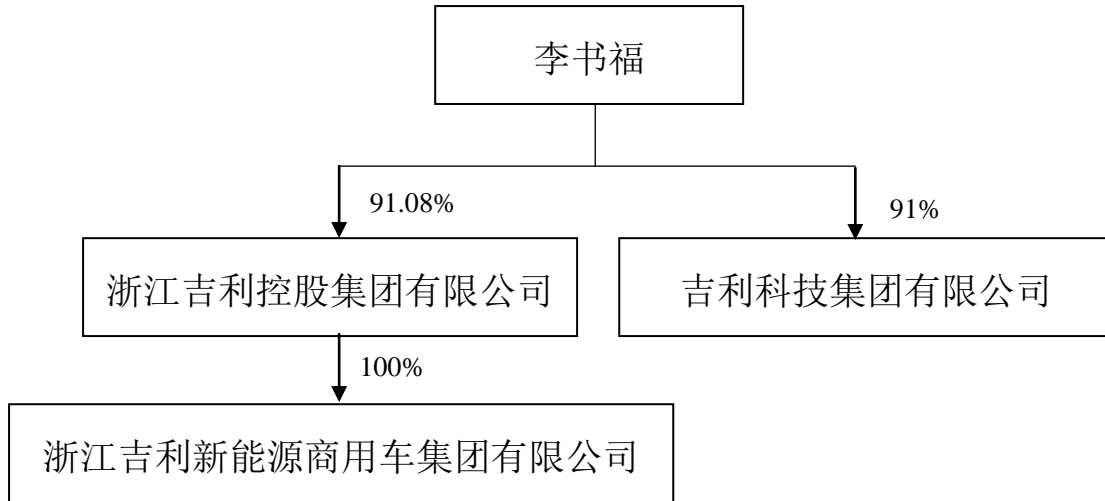 李书福
91.08%
91%
浙江吉利控股集团有限公司
吉利科技集团有限公司
100%
浙江吉利新能源商用车集团有限公司